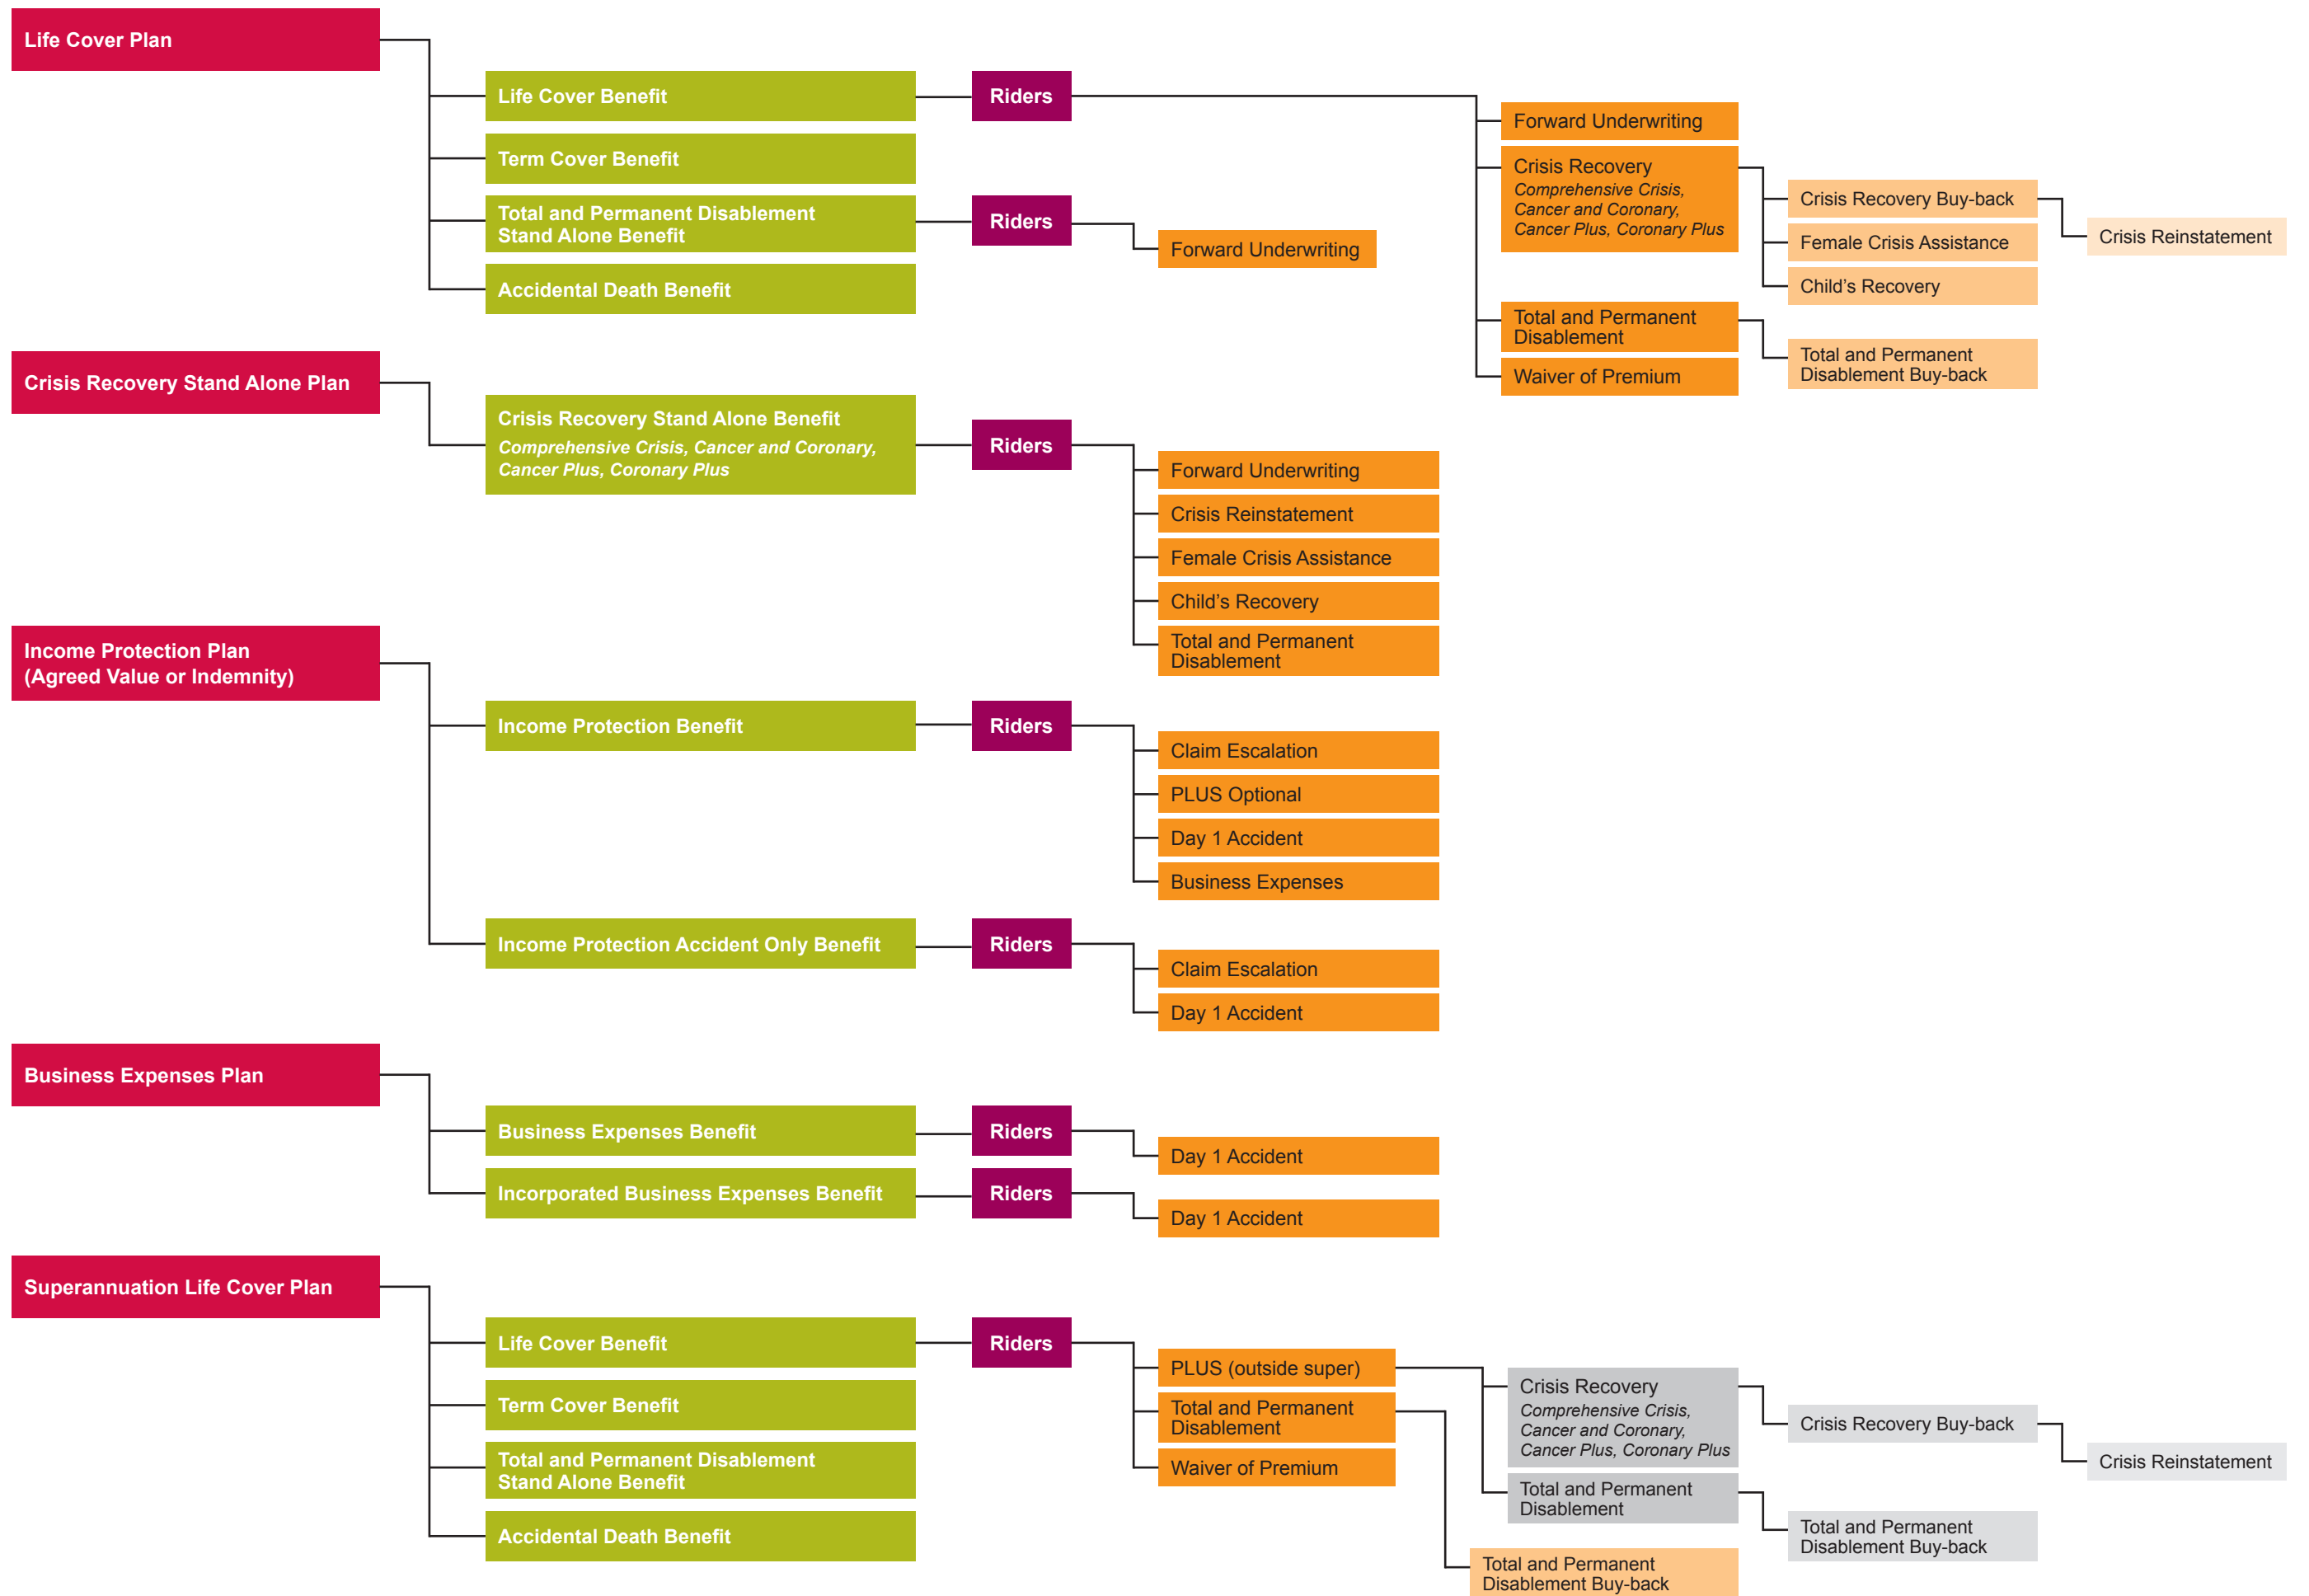 Life Cover Plan
Life Cover Benefit
Riders
Forward Underwriting
Crisis Recovery
Comprehensive Crisis,
Cancer and Coronary,
Cancer Plus, Coronary Plus
Crisis Recovery Buy-back
Crisis Reinstatement
Female Crisis Assistance
Child's Recovery
Total and Permanent
Disablement
Total and Permanent
Disablement Buy-back
Waiver of Premium
Term Cover Benefit
Total and Permanent Disablement
Stand Alone Benefit
Riders
Forward Underwriting
Accidental Death Benefit
Crisis Recovery Stand Alone Plan
Crisis Recovery Stand Alone Benefit
Comprehensive Crisis, Cancer and Coronary,
Cancer Plus, Coronary Plus
Riders
Forward Underwriting
Crisis Reinstatement
Female Crisis Assistance
Child's Recovery
Total and Permanent
Disablement
Income Protection Plan
(Agreed Value or Indemnity)
Income Protection Benefit
Riders
Claim Escalation
PLUS Optional
Day 1 Accident
Business Expenses
Income Protection Accident Only Benefit
Riders
Claim Escalation
Day 1 Accident
Business Expenses Plan
Business Expenses Benefit
Riders
Day 1 Accident
Incorporated Business Expenses Benefit
Riders
Day 1 Accident
Superannuation Life Cover Plan
Life Cover Benefit
Riders
PLUS (outside super)
Crisis Recovery
Comprehensive Crisis,
Cancer and Coronary,
Cancer Plus, Coronary Plus
Crisis Recovery Buy-back
Crisis Reinstatement
Total and Permanent
Disablement
Total and Permanent
Disablement Buy-back
Total and Permanent
Disablement
Total and Permanent
Disablement Buy-back
Waiver of Premium
Term Cover Benefit
Total and Permanent Disablement
Stand Alone Benefit
Accidental Death Benefit